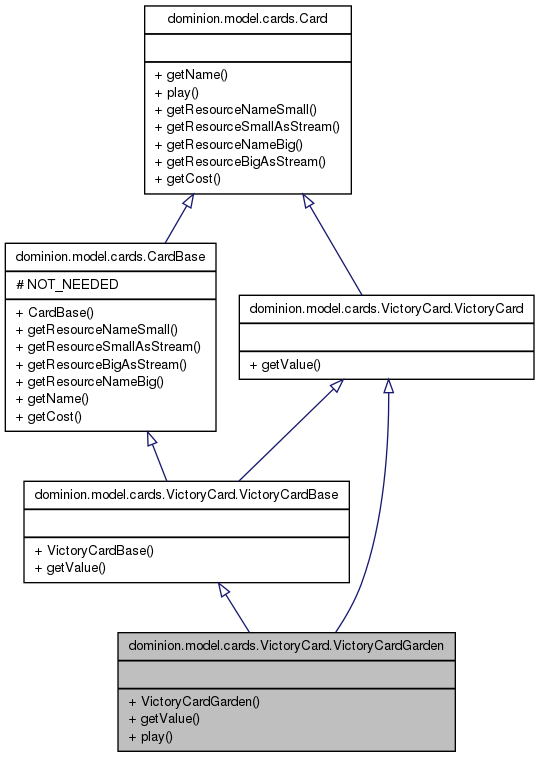 dominion.model.cards.Card
+ getName()
+ play()
+ getResourceNameSmall()
+ getResourceSmallAsStream()
+ getResourceNameBig()
+ getResourceBigAsStream()
+ getCost()
dominion.model.cards.CardBase
# NOT_NEEDED
+ CardBase()
+ getResourceNameSmall()
+ getResourceSmallAsStream()
+ getResourceBigAsStream()
+ getResourceNameBig()
+ getName()
+ getCost()
dominion.model.cards.VictoryCard.VictoryCard
+ getValue()
dominion.model.cards.VictoryCard.VictoryCardBase
+ VictoryCardBase()
+ getValue()
dominion.model.cards.VictoryCard.VictoryCardGarden
+ VictoryCardGarden()
+ getValue()
+ play()